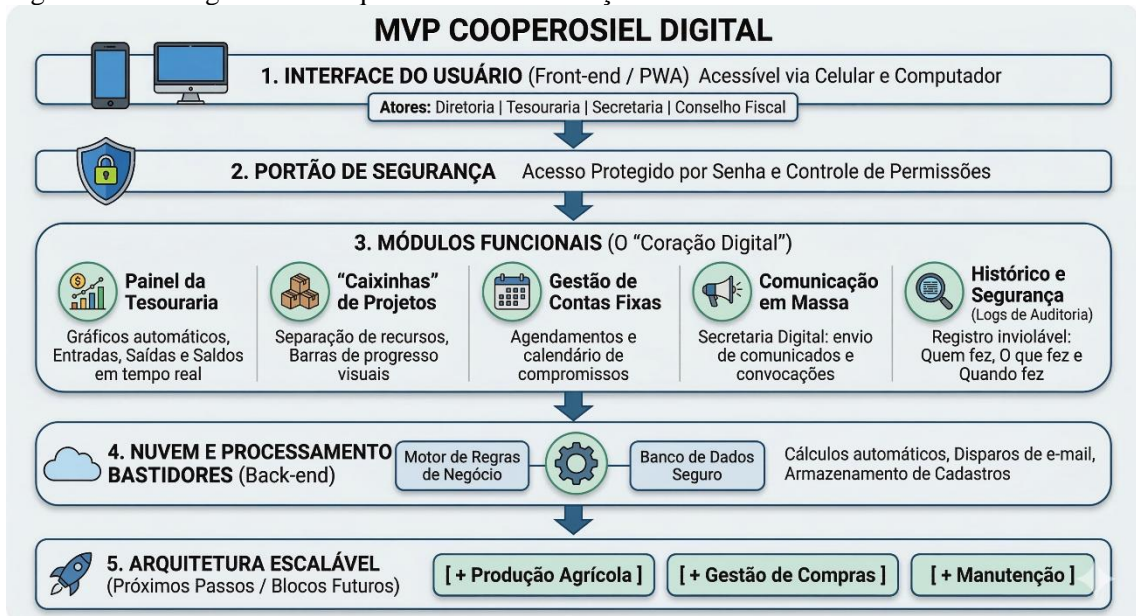 MVP COOPEROSIEL DIGITAL
1. INTERFACE DO USUÁRIO (Front-end / PWA) Acessível via Celular e Computador
Atores: Diretoria | Tesouraria | Secretaria | Conselho Fiscal
2. PORTÃO DE SEGURANÇA Acesso Protegido por Senha e Controle de Permissões
3. MÓDULOS FUNCIONAIS (O “Coração Digital”)
Painel da
Tesouraria
Gráficos automáticos,
Entradas, Saídas e Saldos
em tempo real
“Caixinhas”
de Projetos
Separação de recursos,
Barras de progresso
visuais
Gestão de
Contas Fixas
Agendamentos e
calendário de
compromissos
Comunicação
em Massa
Secretaria Digital: envio
de comunicados e
convocações
Histórico e
Segurança
(Logs de Auditoria)
Registro inviolável:
Quem fez, O que fez e
Quando fez
4. NUVEM E PROCESSAMENTO
BASTIDORES (Back-end)
Motor de Regras
de Negócio
Banco de Dados
Seguro
Cálculos automáticos, Disparos de e-mail,
Armazenamento de Cadastros
5. ARQUITETURA ESCALÁVEL
(Próximos Passos / Blocos Futuros)
[ + Produção Agrícola ]
[ + Gestão de Compras ]
[ + Manutenção ]